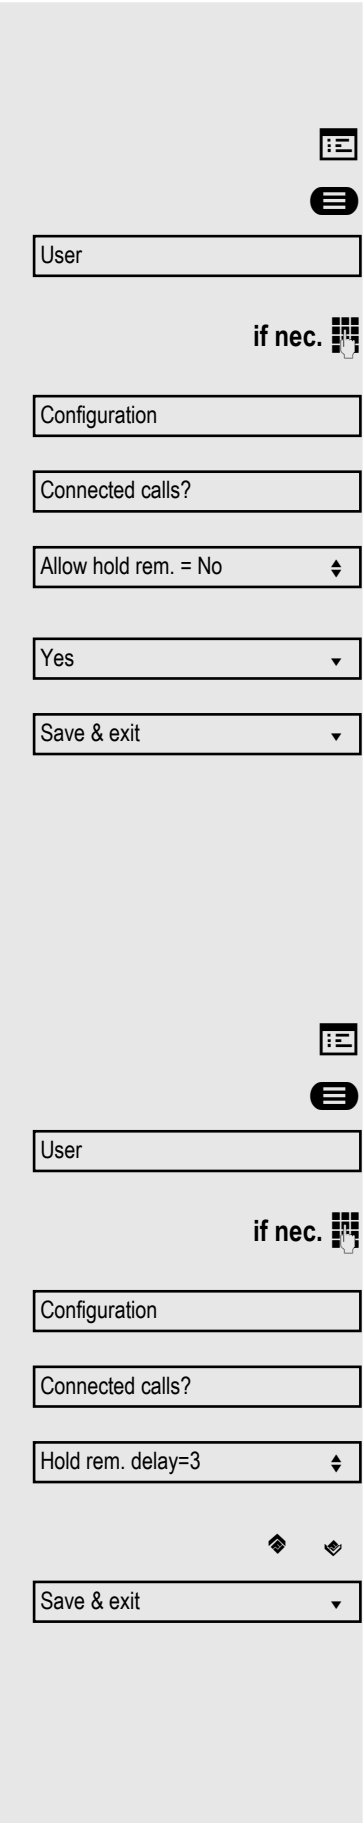 User
if nec.
Configuration
Connected calls?
Allow hold rem. = No
Yes
Save & exit
User
if nec.
Configuration
Connected calls?
Hold rem. delay=3
Save & exit